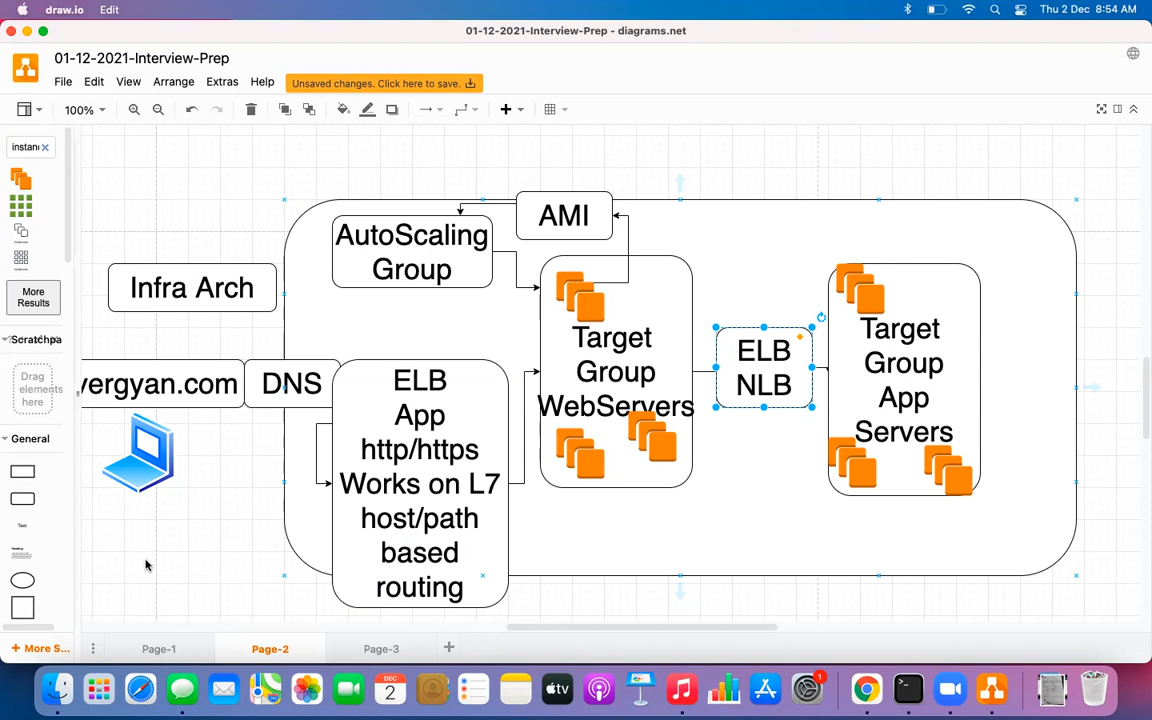 draw.io Edit
Thu 2 Dec 8:54 AM
01-12-2021-Interview-Prep - diagrams.net
01-12-2021-Interview-Prep
File Edit View Arrange Extras Help
Unsaved changes. Click here to save.
100%
More
Results
Drag
elements
here
General
Text
Heading
More S...
AMI
AutoScaling
Group
Infra Arch
vergyan.com
DNS
ELB
App
http/https
Works on L7
host/path
based
routing
Target
Group
WebServers
ELB
NLB
Target
Group
App
Servers
Page-1 Page-2 Page-3
DEC
2
tv
1